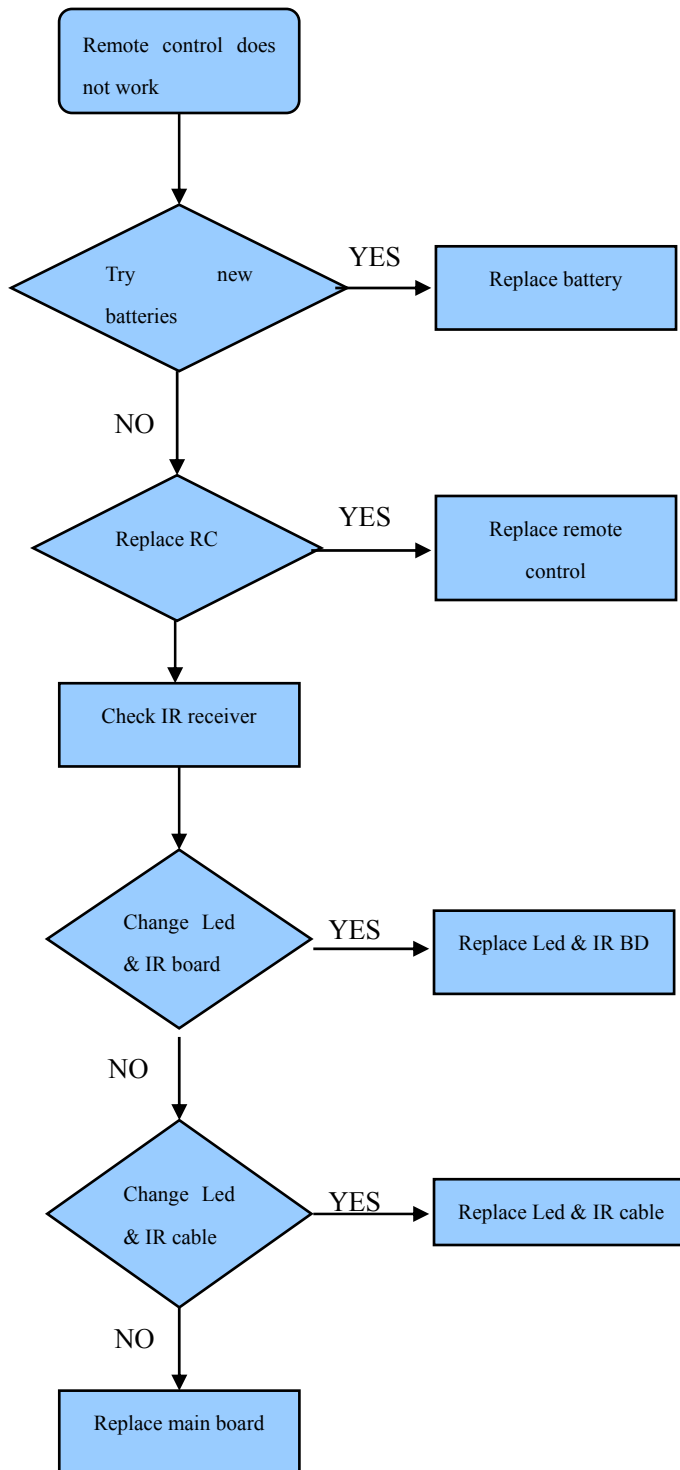 Remote control does
not work
Try new
batteries
YES
Replace battery
NO
Replace RC
YES
Replace remote
control
Check IR receiver
Change Led
& IR board
YES
Replace Led & IR BD
NO
Change Led
& IR cable
YES
Replace Led & IR cable
NO
Replace main board